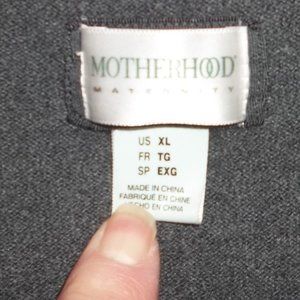 MOTHERHOOD
MATERNITY
US XL
FR TG
SP EXG
MADE IN CHINA
FABRIQUÉ EN CHINE
HECHO EN CHINA